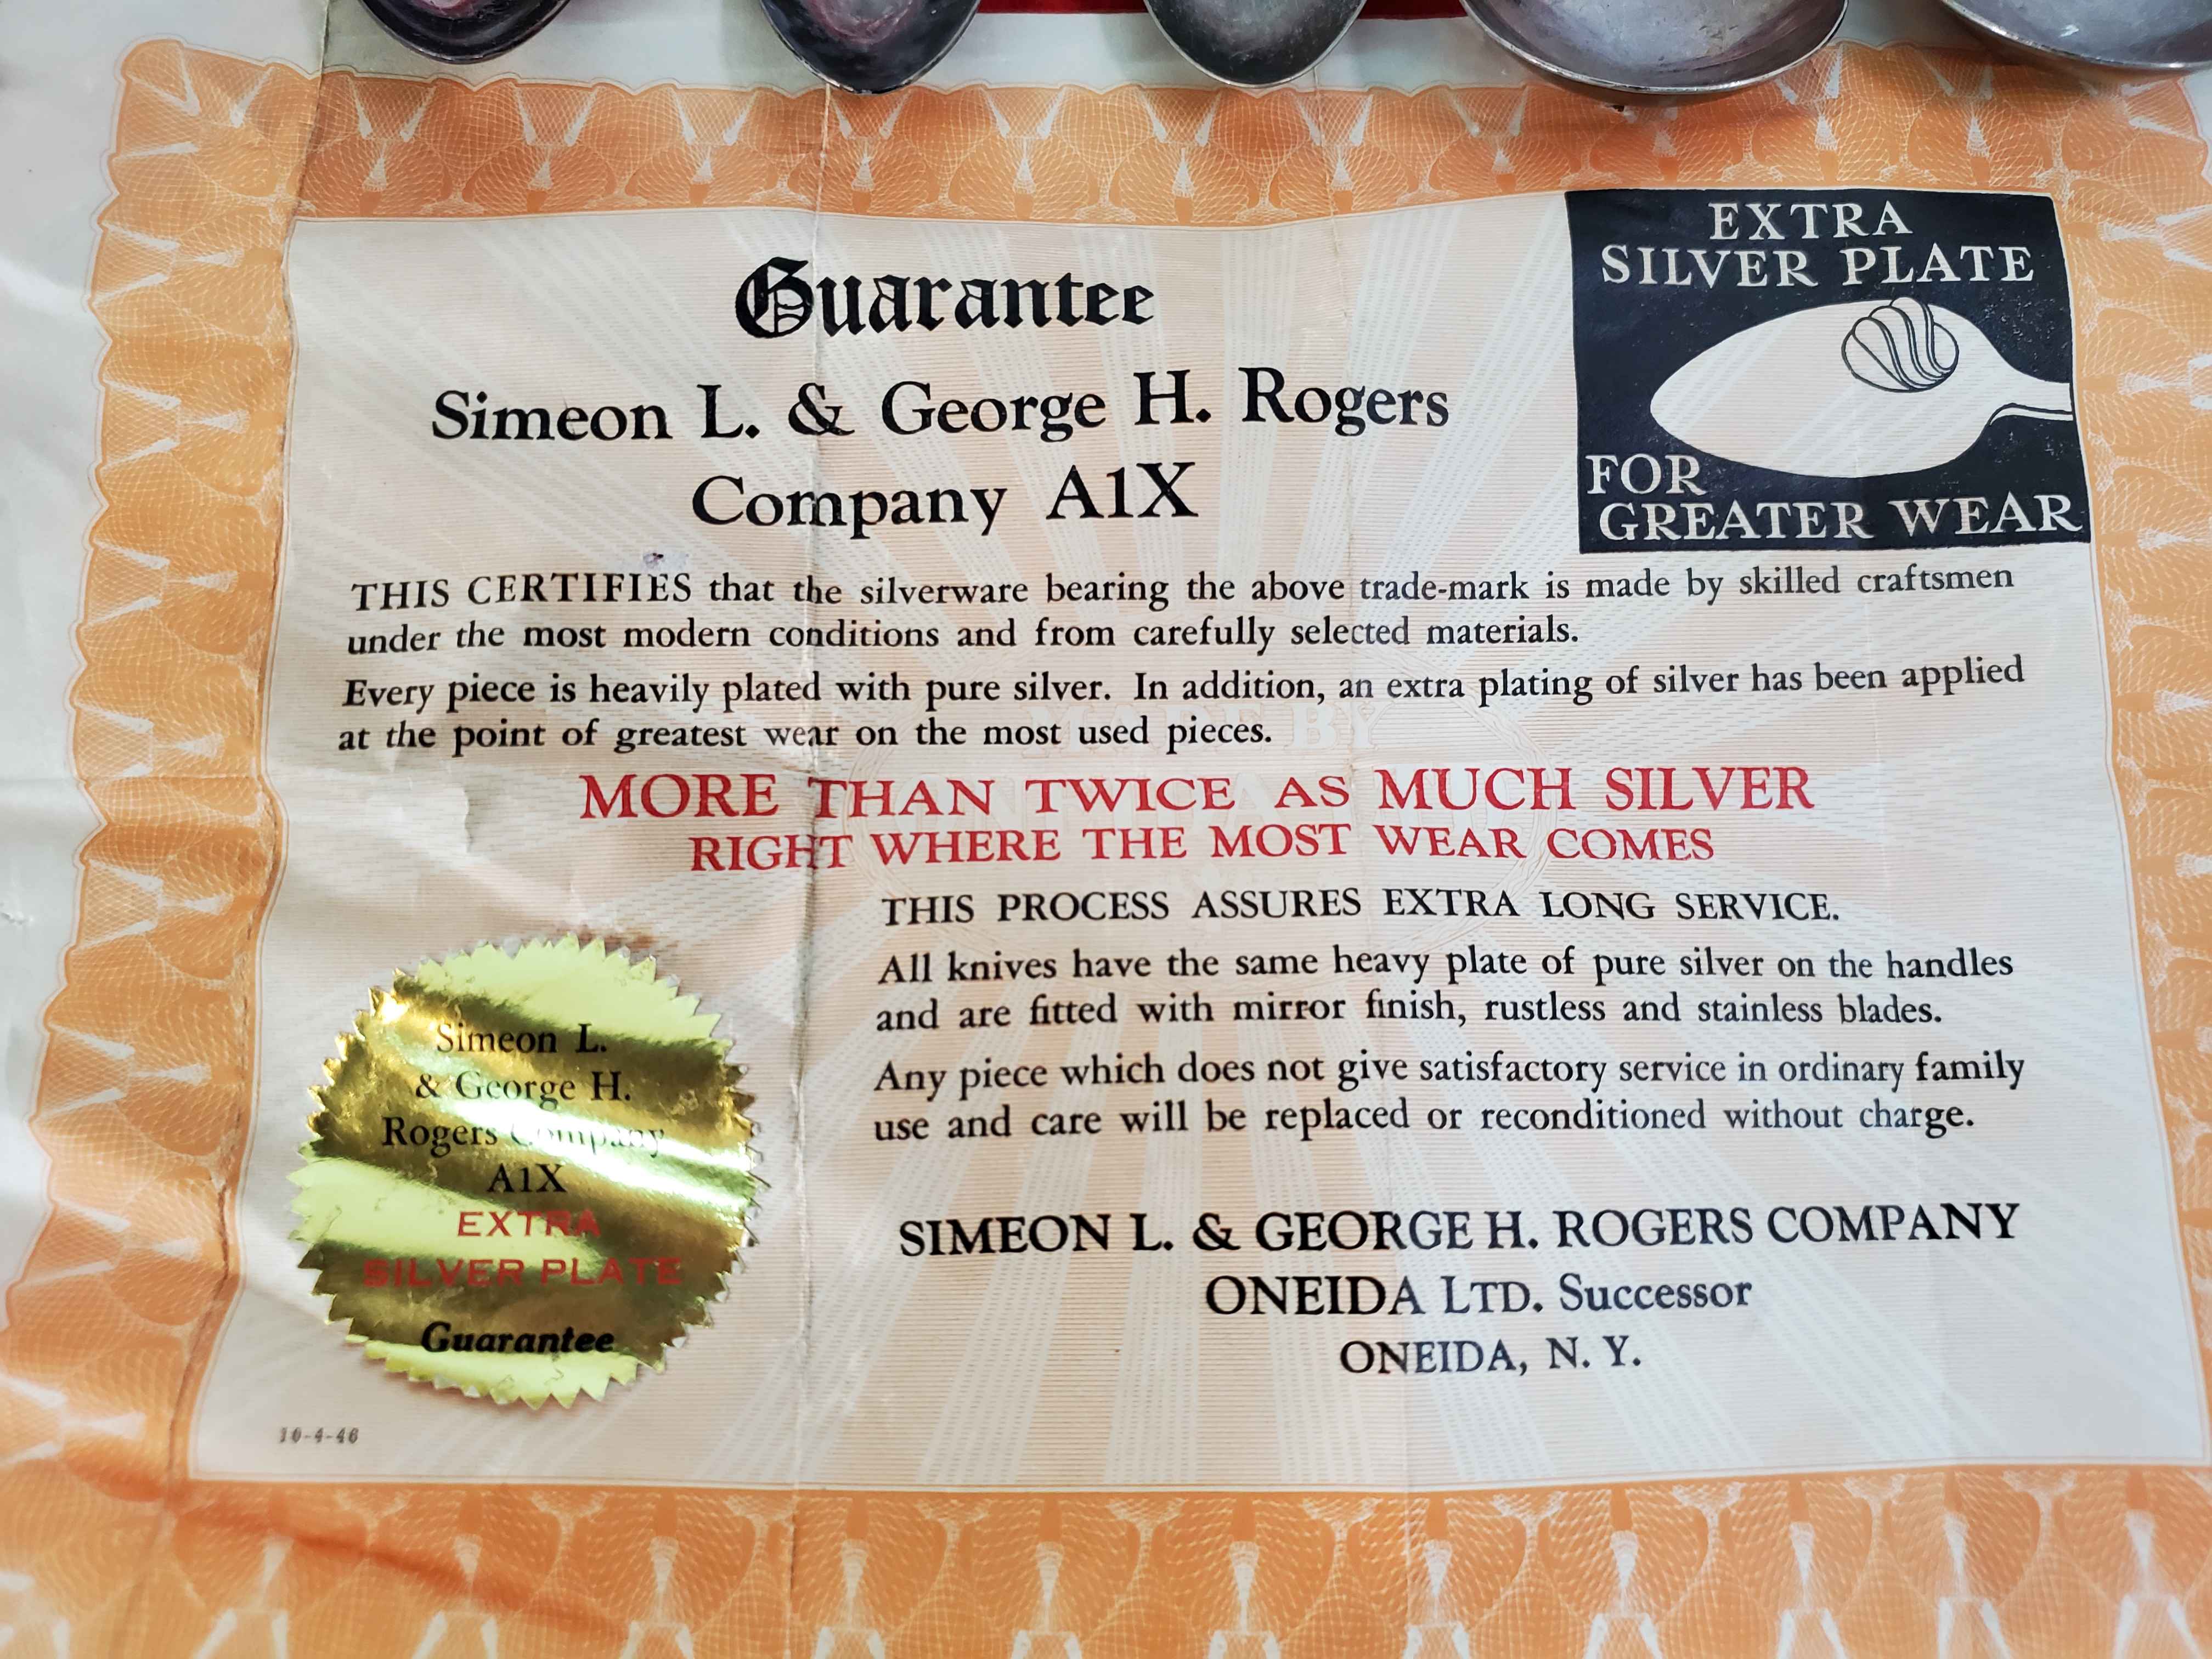 EXTRA
SILVER PLATE
FOR
GREATER WEAR
Guarantee
Simeon L. & George H. Rogers
Company A1X
THIS CERTIFIES that the silverware bearing the above trade-mark is made by skilled craftsmen
under the most modern conditions and from carefully selected materials.
Every piece is heavily plated with pure silver. In addition, an extra plating of silver has been applied
at the point of greatest wear on the most used pieces.
MORE THAN TWICE AS MUCH SILVER
RIGHT WHERE THE MOST WEAR COMES
THIS PROCESS ASSURES EXTRA LONG SERVICE.
All knives have the same heavy plate of pure silver on the handles
and are fitted with mirror finish, rustless and stainless blades.
Any piece which does not give satisfactory service in ordinary family
use and care will be replaced or reconditioned without charge.
SIMEON L. & GEORGE H. ROGERS COMPANY
ONEIDA LTD. Successor
ONEIDA, N. Y.
Simeon L.
& George H.
Rogers Company
A1X
EXTRA
SILVER PLATE
Guarantee
10-4-46